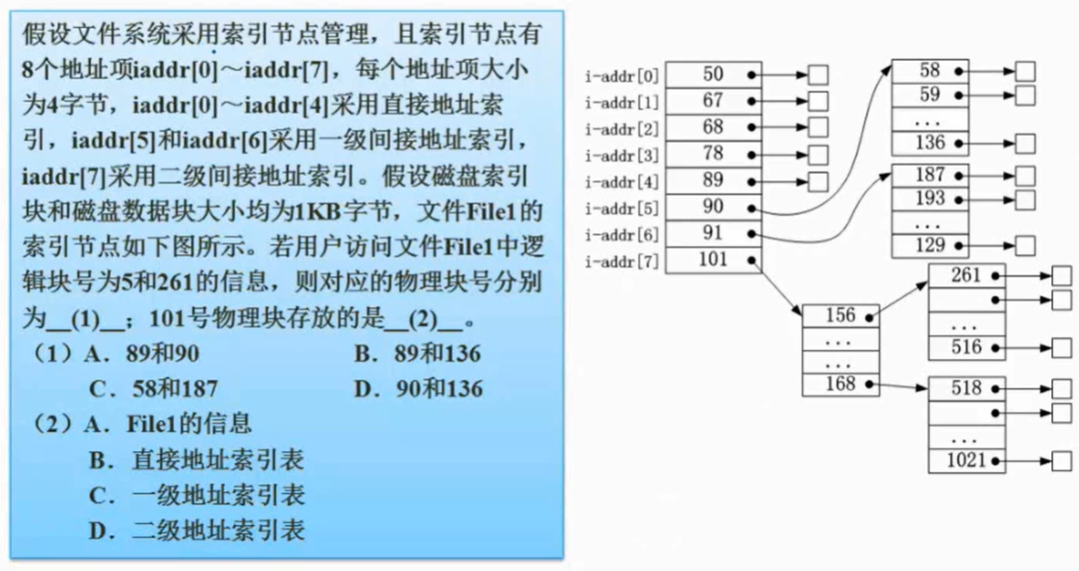 假设文件系统采用索引节点管理，且索引节点有
8个地址项iaddr[0]～iaddr[7]，每个地址项大小
为4字节，iaddr[0]～iaddr[4]采用直接地址索
引，iaddr[5]和iaddr[6]采用一级间接地址索引，
iaddr[7]采用二级间接地址索引。假设磁盘索引
块和磁盘数据块大小均为1KB字节，文件File1的
索引节点如下图所示。若用户访问文件File1中逻
辑块号为5和261的信息，则对应的物理块号分别
为__(1)__；101号物理块存放的是__(2)__。
（1）A．89和90 B．89和136
C．58和187 D．90和136
（2）A．File1的信息
B．直接地址索引表
C．一级地址索引表
D．二级地址索引表
i-addr[0] 50
i-addr[1] 67
i-addr[2] 68
i-addr[3] 78
i-addr[4] 89
i-addr[5] 90
i-addr[6] 91
i-addr[7] 101
58
59
...
136
187
193
...
129
156
...
...
168
261
...
516
518
...
1021